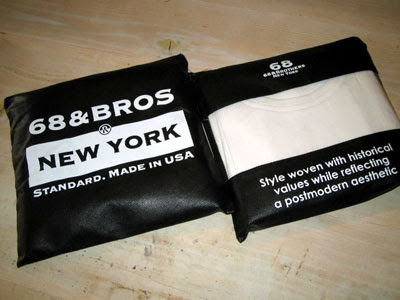 68&BROS
®
NEW YORK
STANDARD. MADE IN USA
68
68&BROTHERS
NEW YORK
Style woven with historical
values while reflecting
a postmodern aesthetic